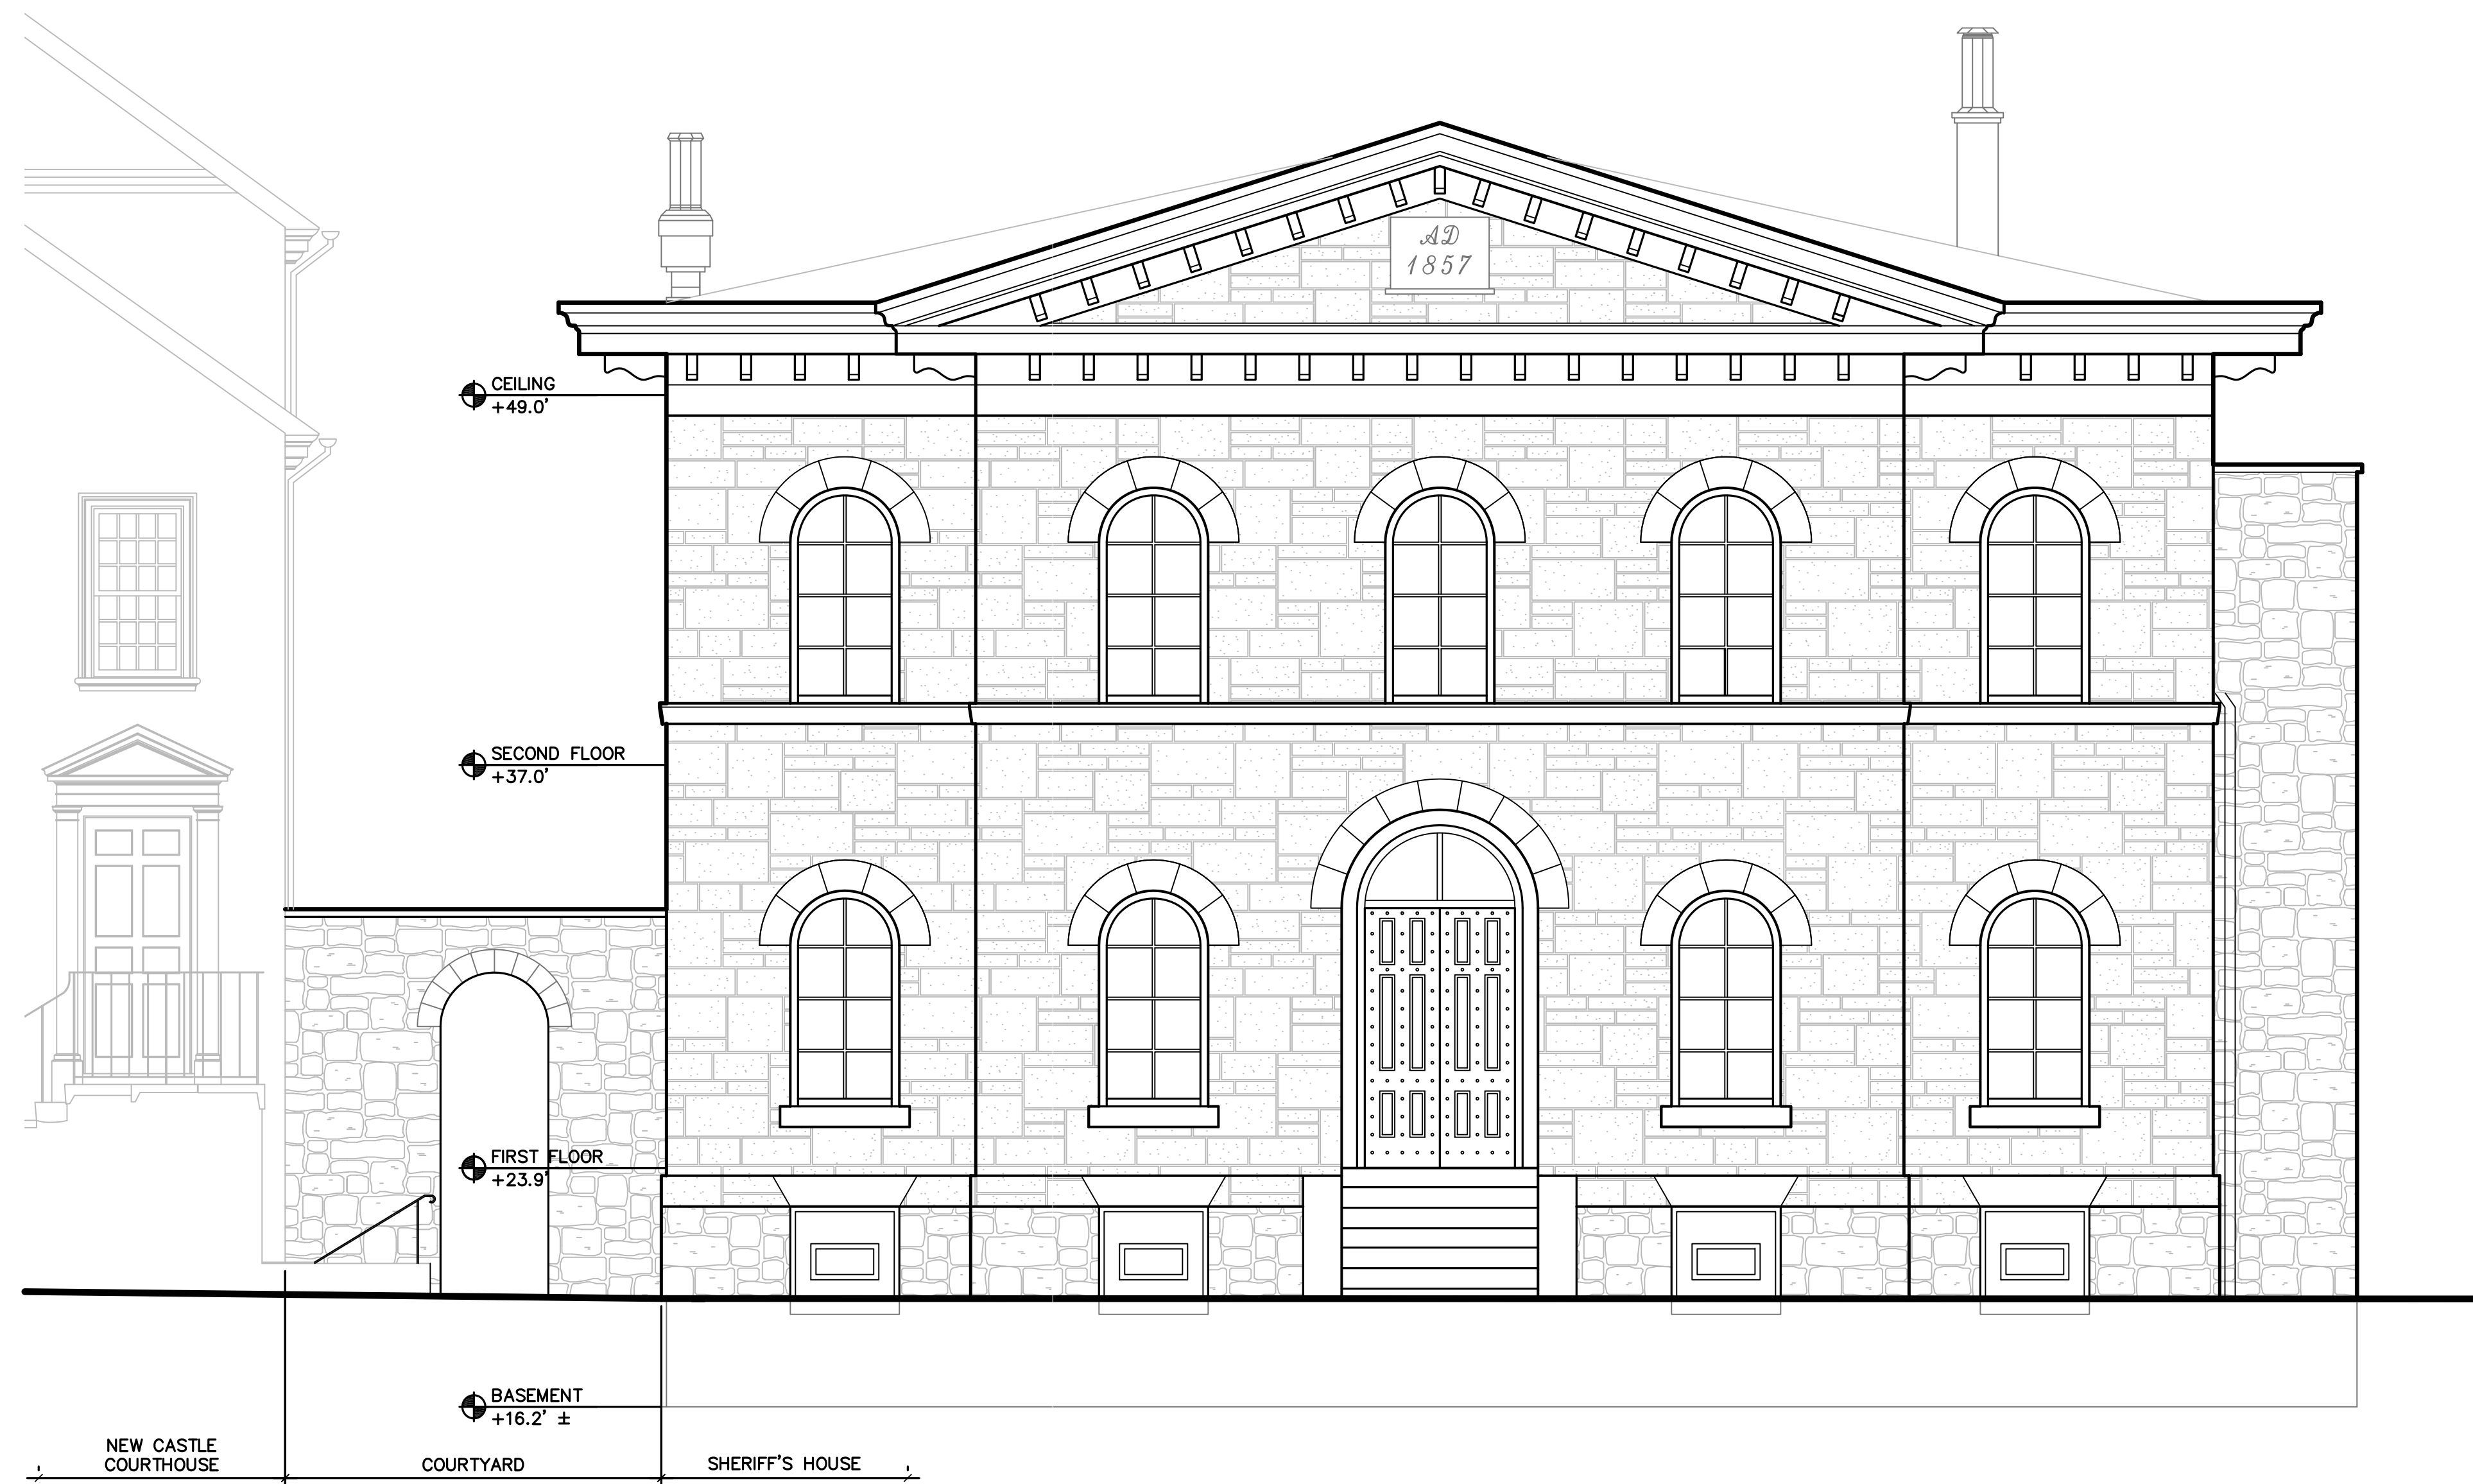 AD
1857
CEILING
+49.0'
SECOND FLOOR
+37.0'
FIRST FLOOR
+23.9'
BASEMENT
+16.2' ±
NEW CASTLE
COURTHOUSE
COURTYARD
SHERIFF'S HOUSE